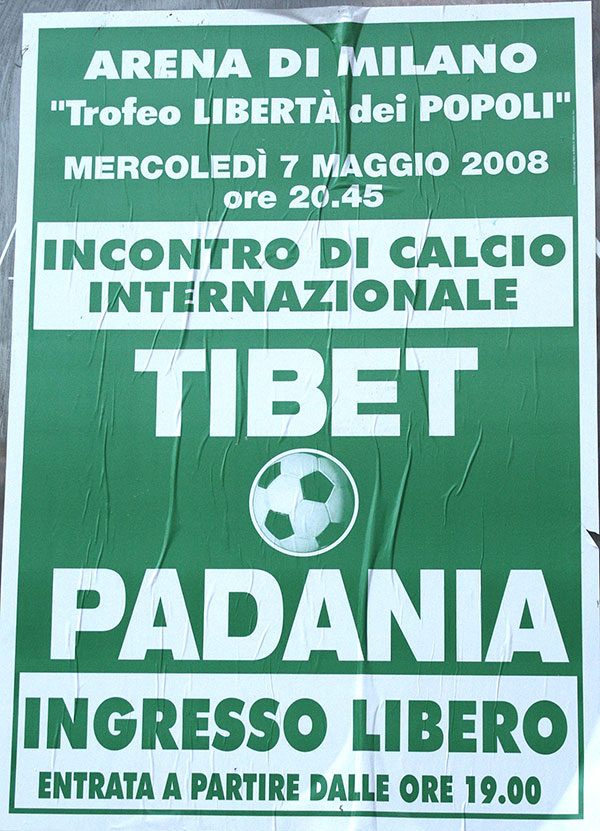 ARENA DI MILANO
"Trofeo LIBERTÀ dei POPOLI"
MERCOLEDÌ 7 MAGGIO 2008
ore 20.45
INCONTRO DI CALCIO
INTERNAZIONALE
TIBET
PADANIA
INGRESSO LIBERO
ENTRATA A PARTIRE DALLE ORE 19.00